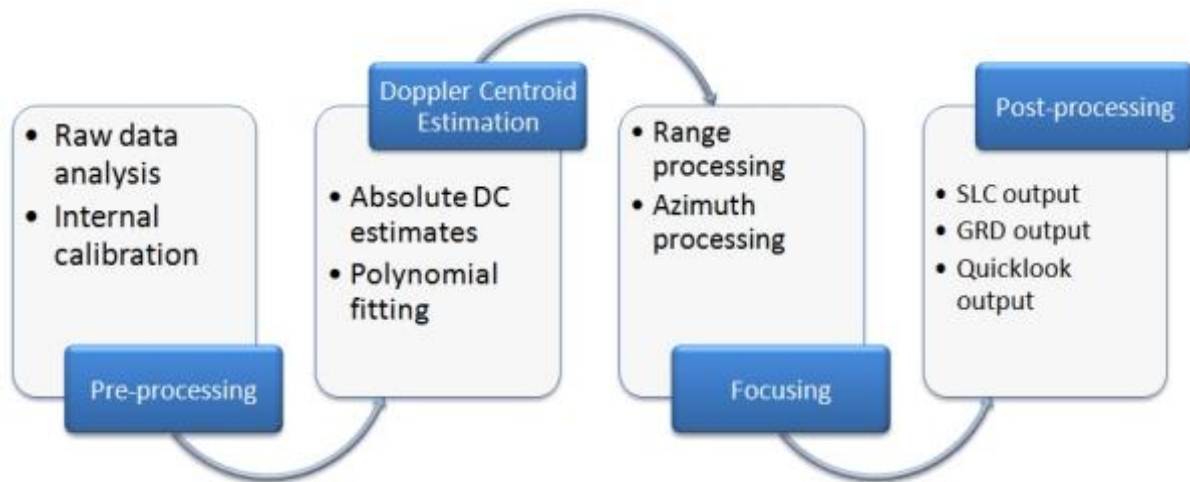 • Raw data
analysis
• Internal
calibration
Pre-processing
Doppler Centroid
Estimation
• Absolute DC
estimates
• Polynomial
fitting
• Range
processing
• Azimuth
processing
Focusing
Post-processing
• SLC output
• GRD output
• Quicklook
output